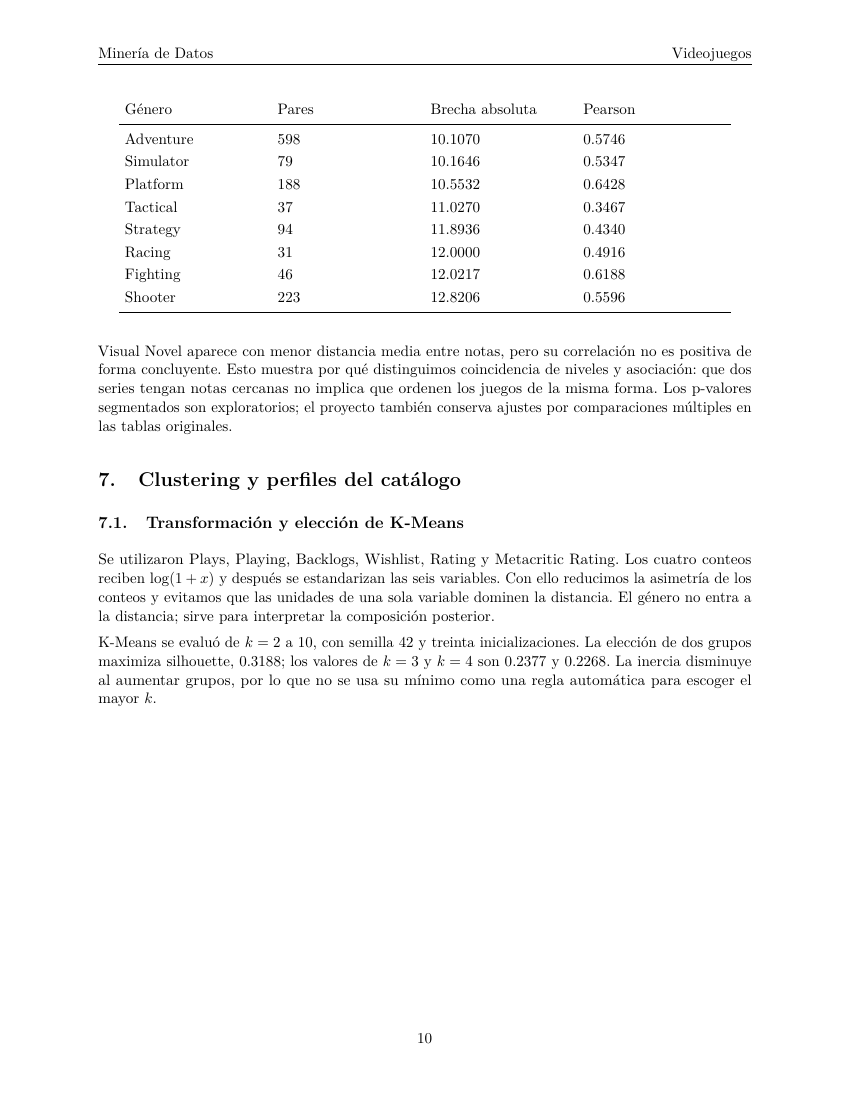 Minería de Datos Videojuegos
Género Pares Brecha absoluta Pearson
Adventure 598 10.1070 0.5746
Simulator 79 10.1646 0.5347
Platform 188 10.5532 0.6428
Tactical 37 11.0270 0.3467
Strategy 94 11.8936 0.4340
Racing 31 12.0000 0.4916
Fighting 46 12.0217 0.6188
Shooter 223 12.8206 0.5596
Visual Novel aparece con menor distancia media entre notas, pero su correlación no es positiva de
forma concluyente. Esto muestra por qué distinguimos coincidencia de niveles y asociación: que dos
series tengan notas cercanas no implica que ordenen los juegos de la misma forma. Los p-valores
segmentados son exploratorios; el proyecto también conserva ajustes por comparaciones múltiples en
las tablas originales.
7. Clustering y perfiles del catálogo
7.1. Transformación y elección de K-Means
Se utilizaron Plays, Playing, Backlogs, Wishlist, Rating y Metacritic Rating. Los cuatro conteos
reciben log(1 + x) y después se estandarizan las seis variables. Con ello reducimos la asimetría de los
conteos y evitamos que las unidades de una sola variable dominen la distancia. El género no entra a
la distancia; sirve para interpretar la composición posterior.
K-Means se evaluó de k = 2 a 10, con semilla 42 y treinta inicializaciones. La elección de dos grupos
maximiza silhouette, 0.3188; los valores de k = 3 y k = 4 son 0.2377 y 0.2268. La inercia disminuye
al aumentar grupos, por lo que no se usa su mínimo como una regla automática para escoger el
mayor k.
10